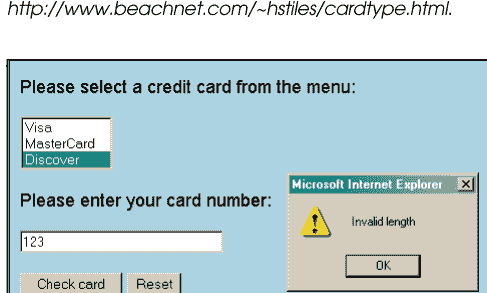 http://www.beachnet.com/~hstiles/cardtype.html.
Please select a credit card from the menu:
Visa
MasterCard
Discover
Please enter your card number:
123
Check card Reset
Microsoft Internet Explorer
Invalid length
OK